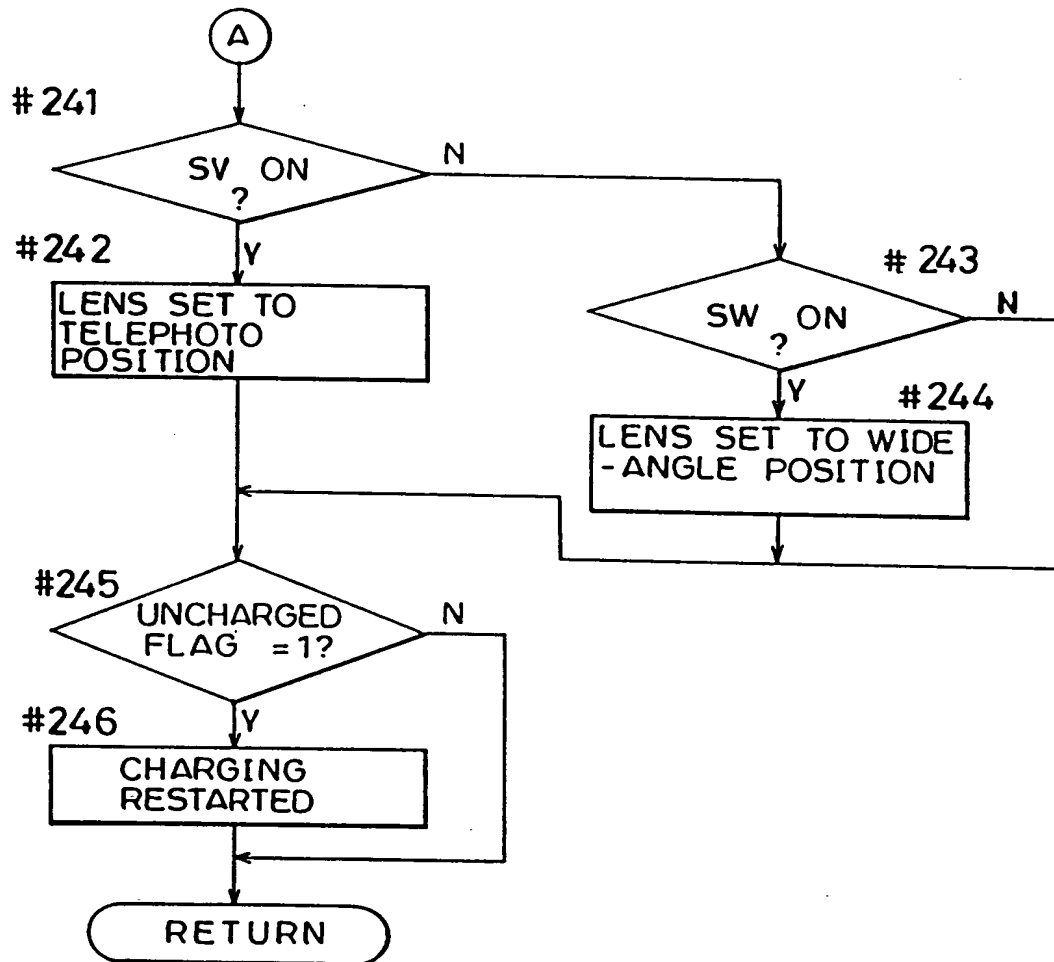 A
#241
SV ON
?
N
#242
Y
LENS SET TO
TELEPHOTO
POSITION
#243
SW ON
?
N
Y
#244
LENS SET TO WIDE
-ANGLE POSITION
#245
UNCHARGED
FLAG =1?
N
#246
Y
CHARGING
RESTARTED
RETURN